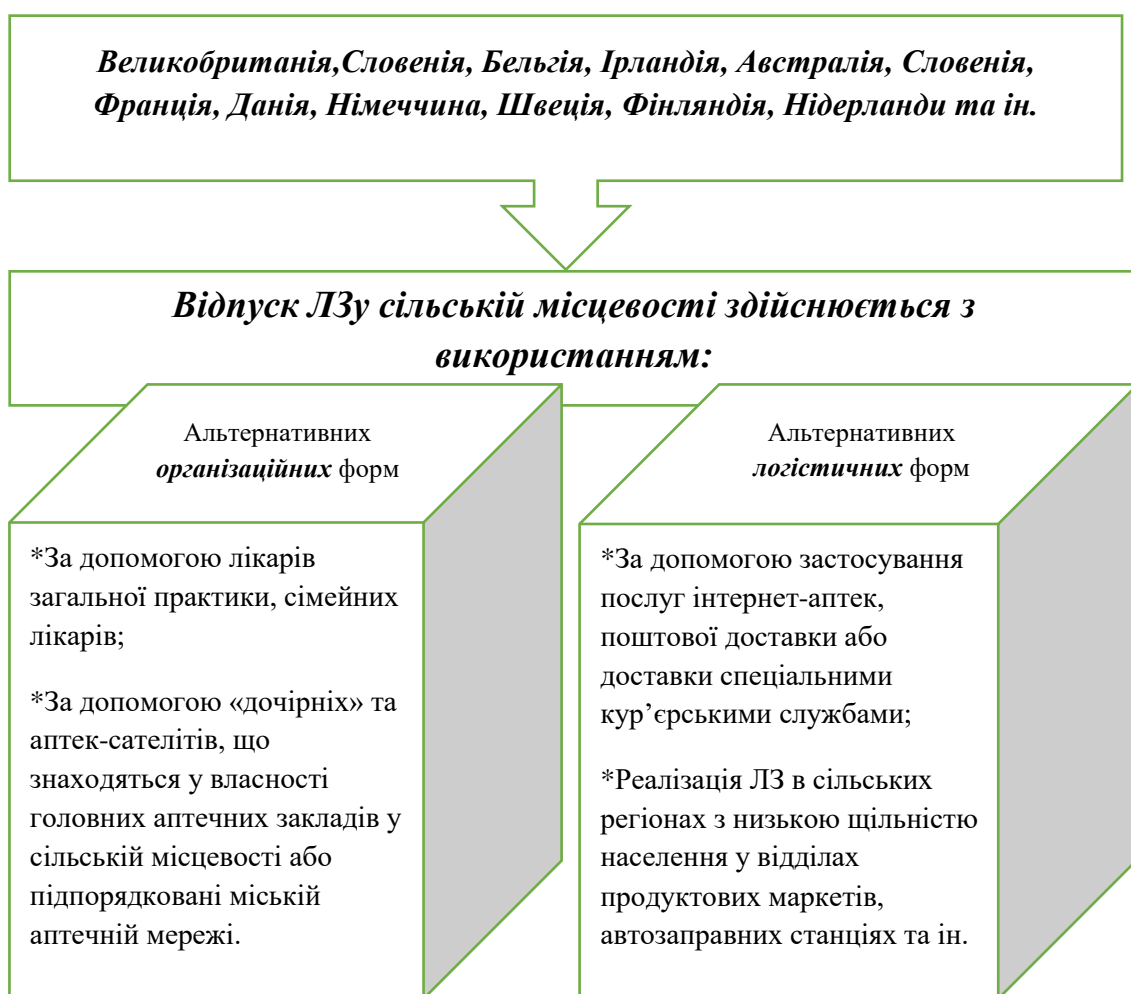 Великобританія,Словенія, Бельгія, Ірландія, Австралія, Словенія,
Франція, Данія, Німеччина, Швеція, Фінляндія, Нідерланди та ін.
Відпуск ЛЗу сільській місцевості здійснюється з
використанням:
Альтернативних
організаційних форм
*За допомогою лікарів
загальної практики, сімейних
лікарів;
*За допомогою «дочірніх» та
аптек-сателітів, що
знаходяться у власності
головних аптечних закладів у
сільській місцевості або
підпорядковані міській
аптечній мережі.
Альтернативних
логістичних форм
*За допомогою застосування
послуг інтернет-аптек,
поштової доставки або
доставки спеціальними
кур’єрськими службами;
*Реалізація ЛЗ в сільських
регіонах з низькою щільністю
населення у відділах
продуктових маркетів,
автозаправних станціях та ін.